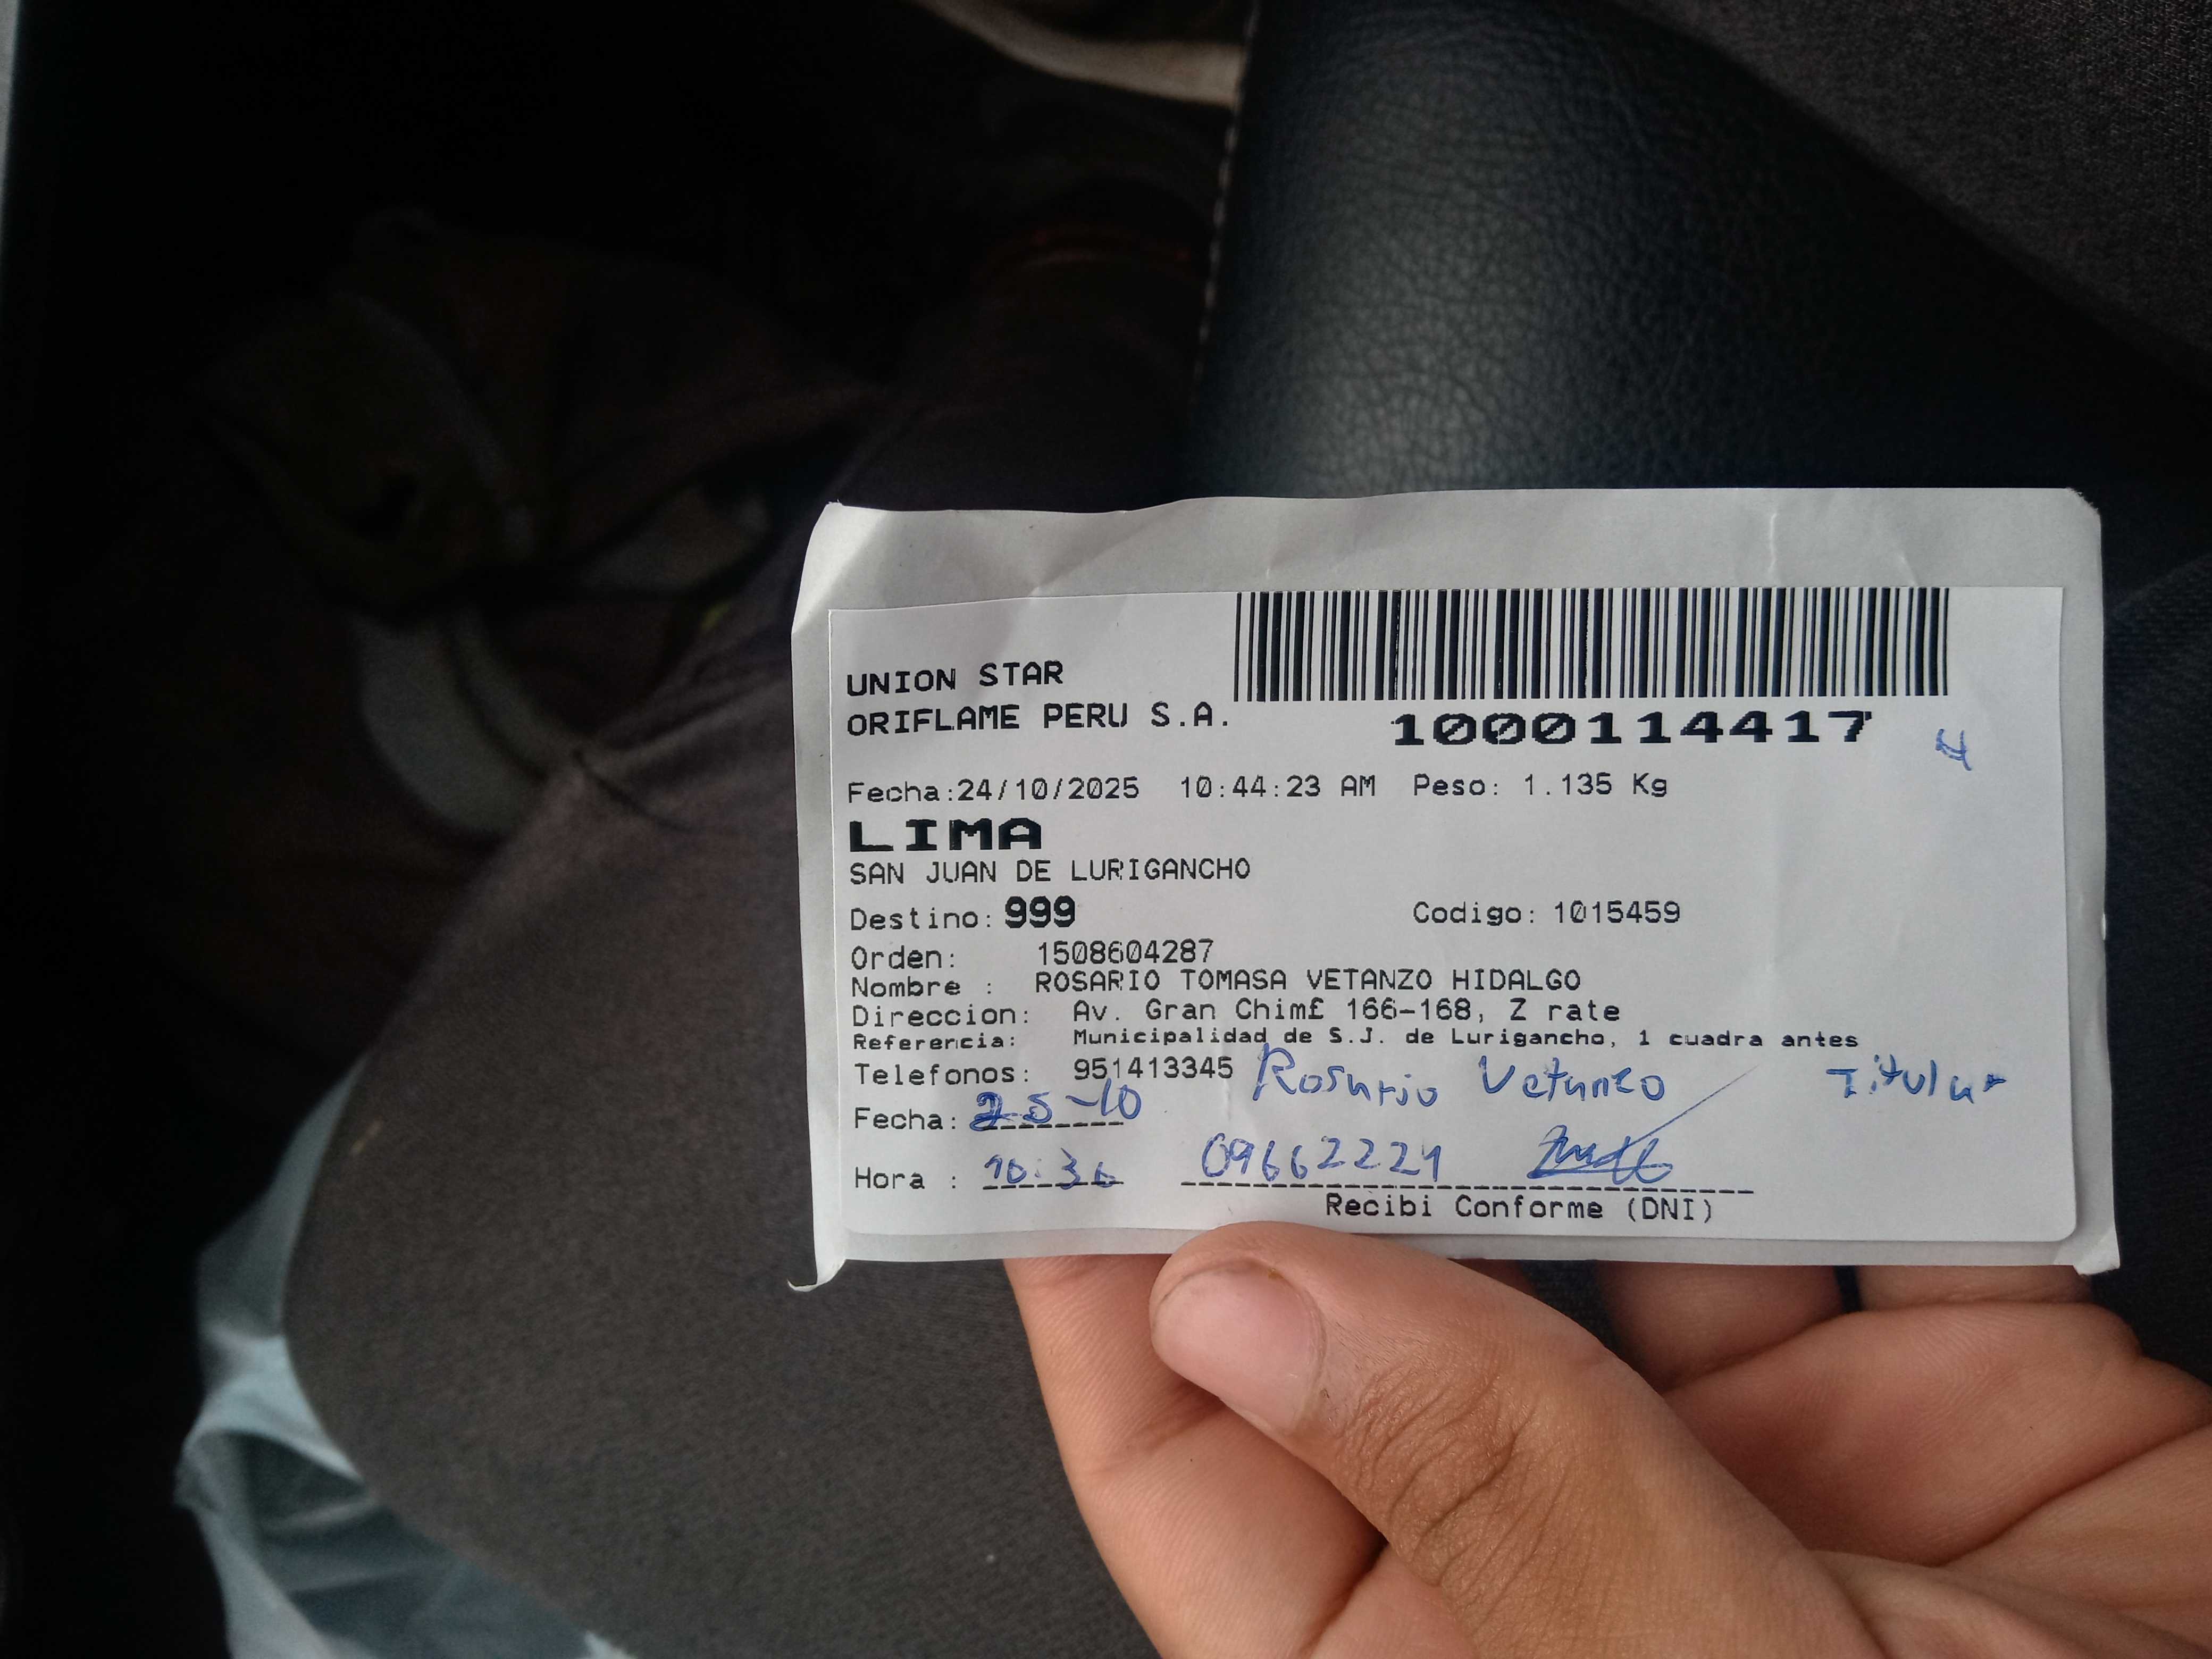 UNION STAR
ORIFLAME PERU S.A.
1000114417
4
Fecha:24/10/2025 10:44:23 AM Peso: 1.135 Kg
LIMA
SAN JUAN DE LURIGANCHO
Destino: 999 Codigo: 1015459
Orden: 1508604287
Nombre : ROSARIO TOMASA VETANZO HIDALGO
Direccion: Av. Gran Chim£ 166-168, Z rate
Referencia: Municipalidad de S.J. de Lurigancho, 1 cuadra antes
Telefonos: 951413345 Rosario Vetanzo Titular
Fecha: 25-10
Hora : 10:36 09662221
Recibi Conforme (DNI)